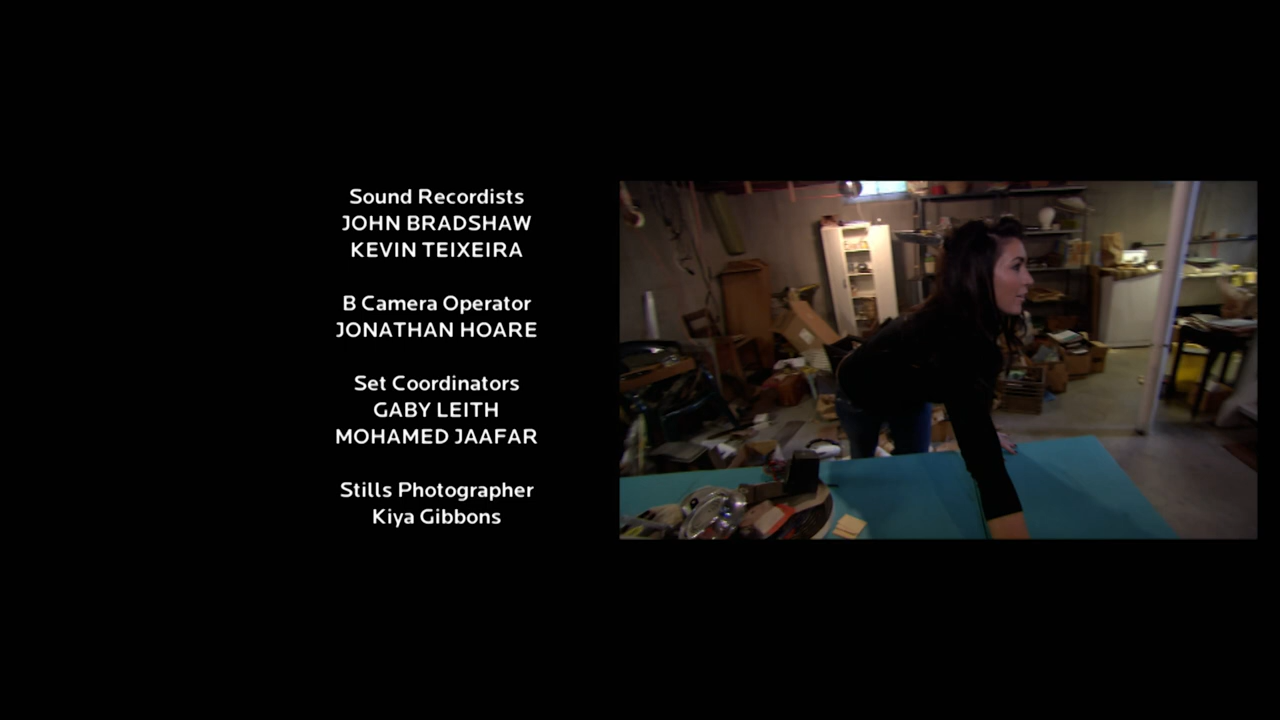 Sound Recordists
JOHN BRADSHAW
KEVIN TEIXEIRA
B Camera Operator
JONATHAN HOARE
Set Coordinators
GABY LEITH
MOHAMED JAAFAR
Stills Photographer
Kiya Gibbons